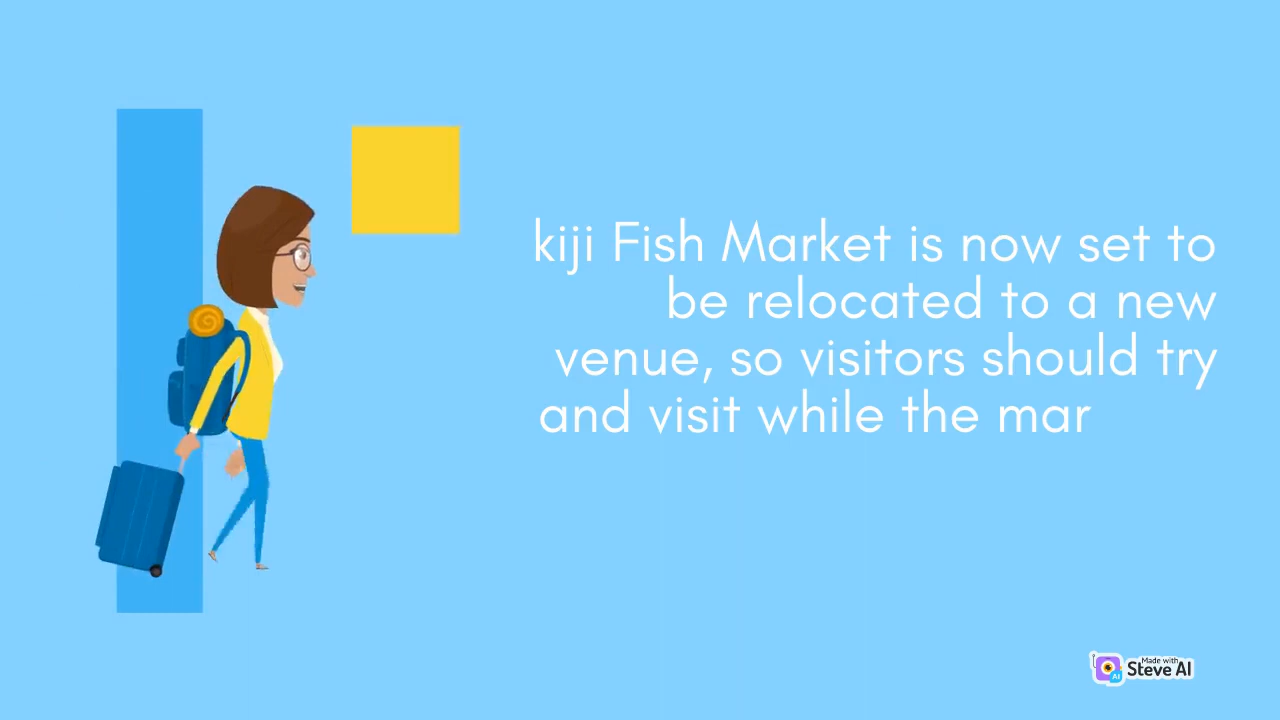 kiji Fish Market is now set to
be relocated to a new
venue, so visitors should try
and visit while the mar
Made with
Steve AI
AI